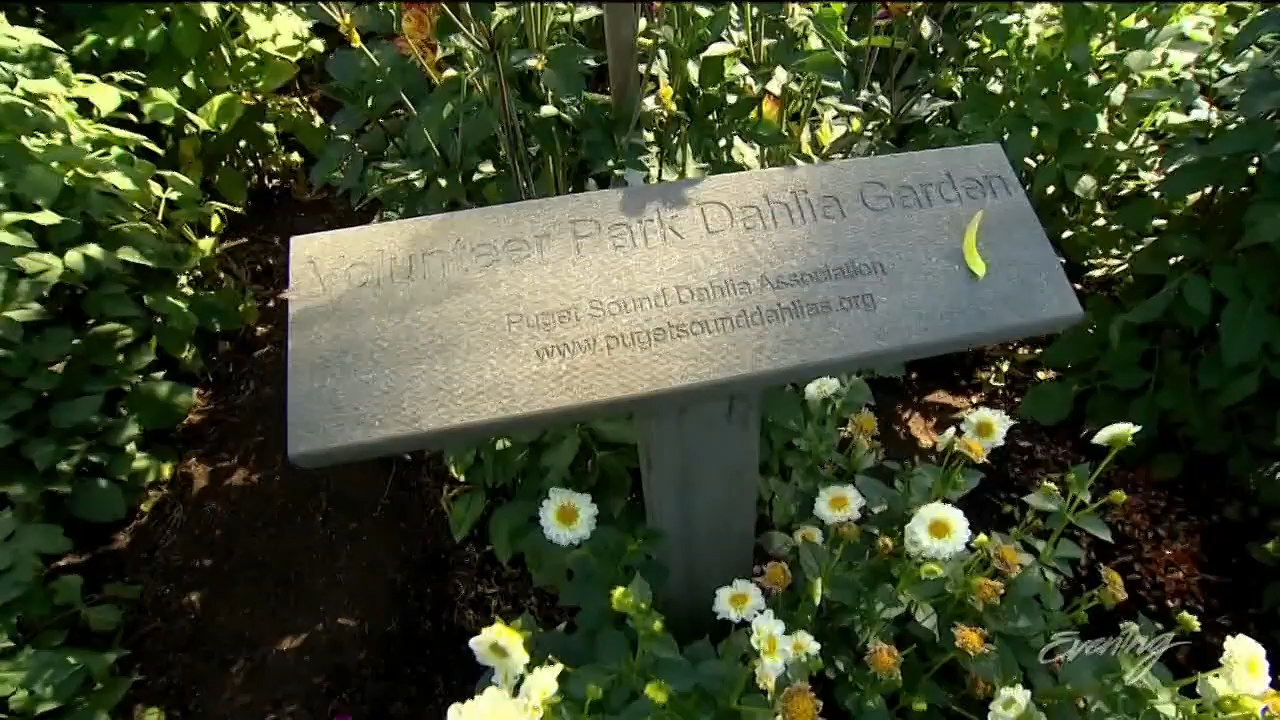 Volunteer Park Dahlia Garden
Puget Sound Dahlia Association
www.pugetsounddahlias.org
Evening